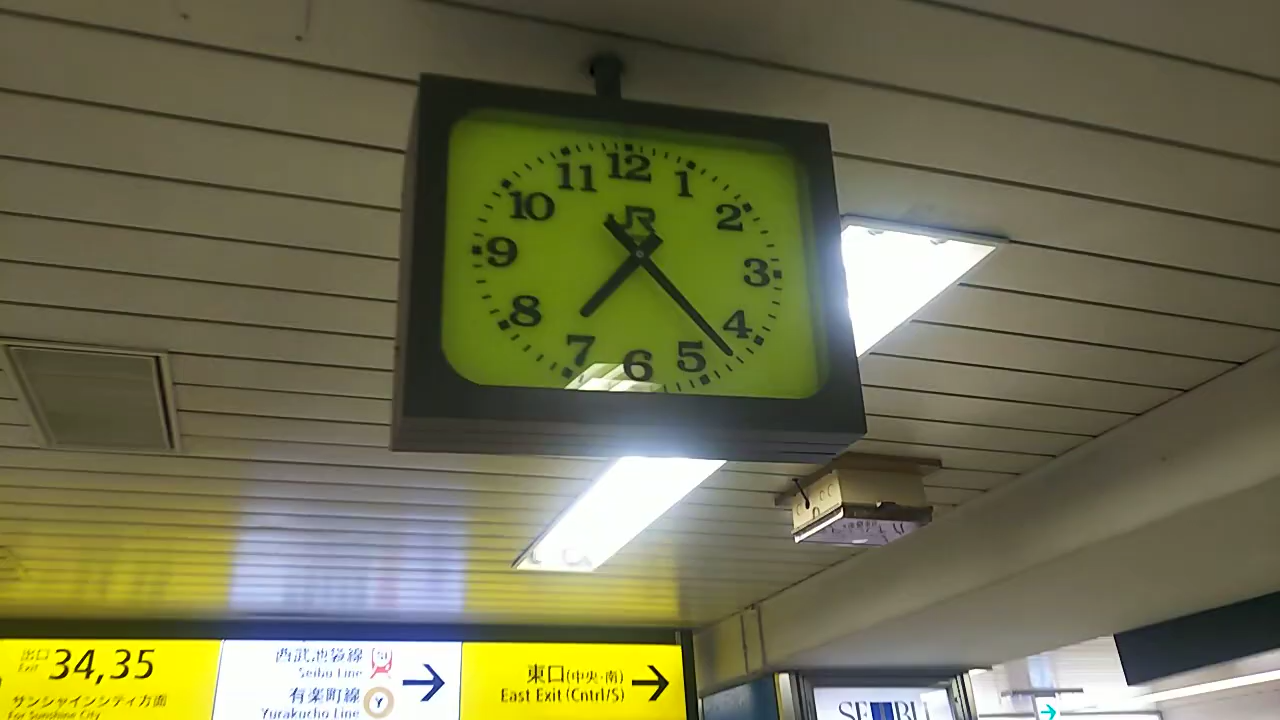 12
11 1
10 2
JR
9 3
8 4
7 6 5
出口
Exit 34,35
サンシャインシティ方面
For Sunshine City
西武池袋線
Seibu Line
有楽町線 Y
Yurakucho Line
東口(中央・南)
East Exit (Cntrl/S)
SEIBU